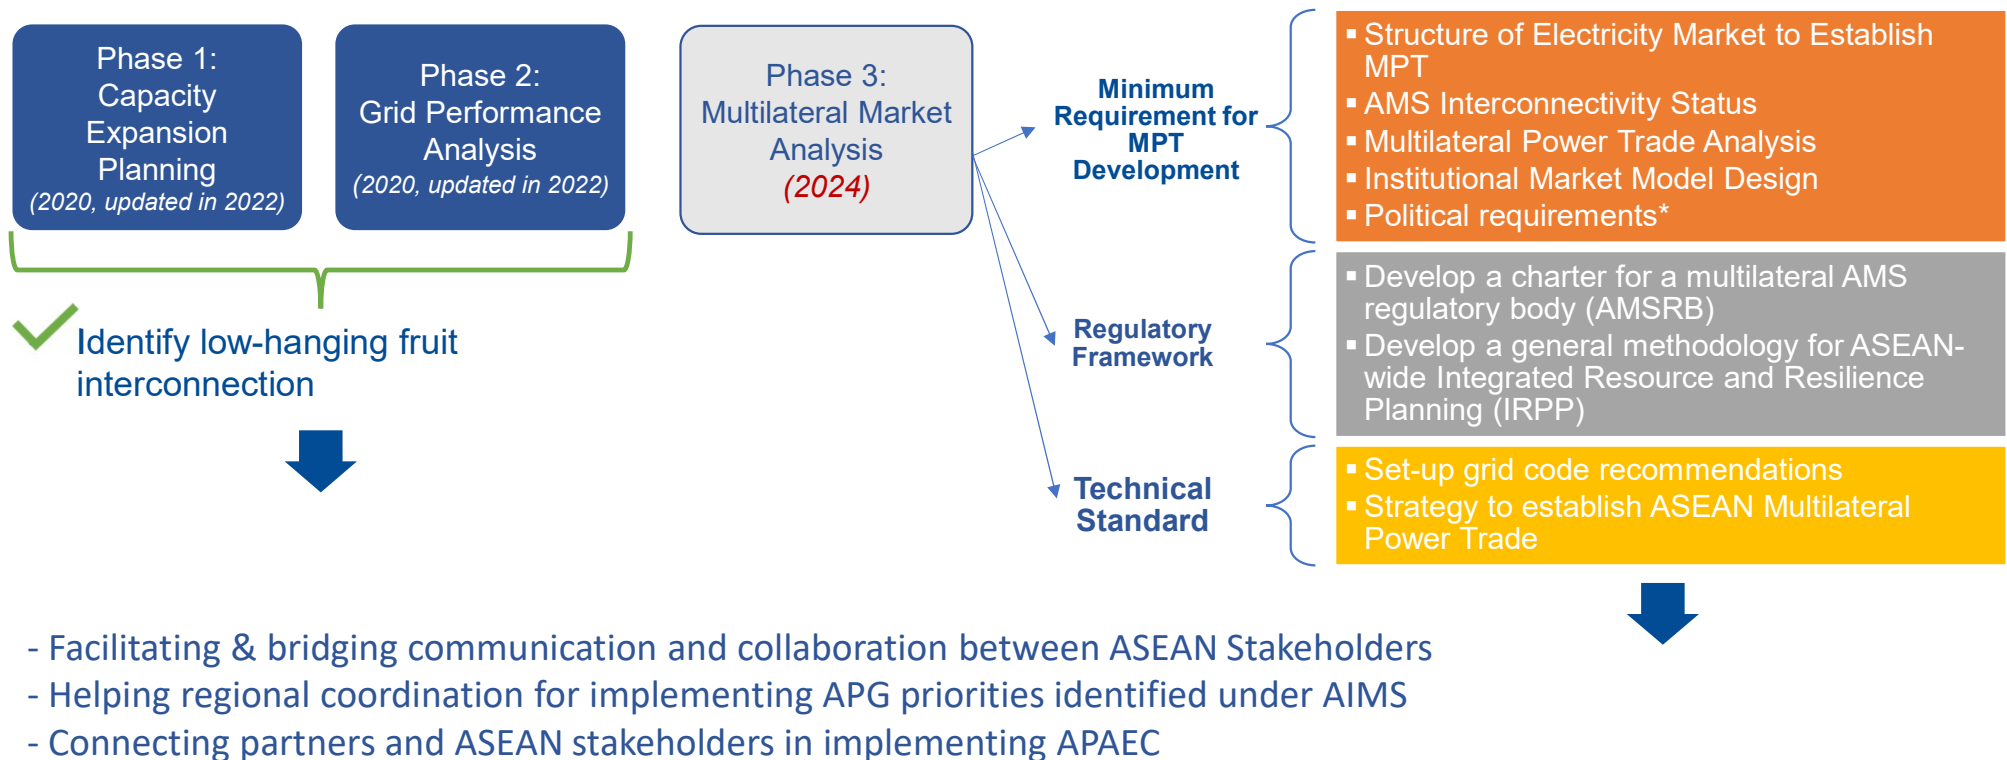 Phase 1:
Capacity
Expansion
Planning
(2020, updated in 2022)
Phase 2:
Grid Performance
Analysis
(2020, updated in 2022)
Identify low-hanging fruit
interconnection
Phase 3:
Multilateral Market
Analysis
(2024)
Minimum
Requirement for
MPT
Development
▪ Structure of Electricity Market to Establish
MPT
▪ AMS Interconnectivity Status
▪ Multilateral Power Trade Analysis
▪ Institutional Market Model Design
▪ Political requirements*
Regulatory
Framework
▪ Develop a charter for a multilateral AMS
regulatory body (AMSRB)
▪ Develop a general methodology for ASEAN-
wide Integrated Resource and Resilience
Planning (IRPP)
Technical
Standard
▪ Set-up grid code recommendations
▪ Strategy to establish ASEAN Multilateral
Power Trade
- Facilitating & bridging communication and collaboration between ASEAN Stakeholders
- Helping regional coordination for implementing APG priorities identified under AIMS
- Connecting partners and ASEAN stakeholders in implementing APAEC